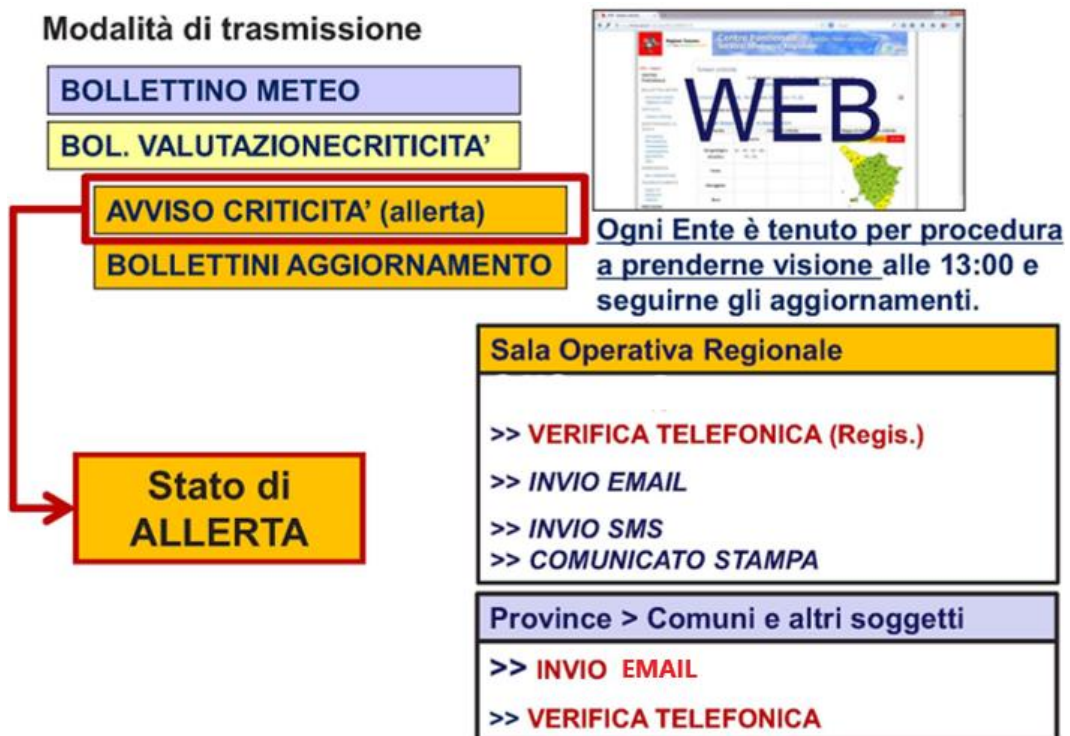 Modalità di trasmissione
BOLLETTINO METEO
BOL. VALUTAZIONECRITICITA'
AVVISO CRITICITA' (allerta)
BOLLETTINI AGGIORNAMENTO
WEB
Ogni Ente è tenuto per procedura
a prenderne visione alle 13:00 e
seguirne gli aggiornamenti.
Stato di
ALLERTA
Sala Operativa Regionale
>> VERIFICA TELEFONICA (Regis.)
>> INVIO EMAIL
>> INVIO SMS
>> COMUNICATO STAMPA
Province > Comuni e altri soggetti
>> INVIO EMAIL
>> VERIFICA TELEFONICA